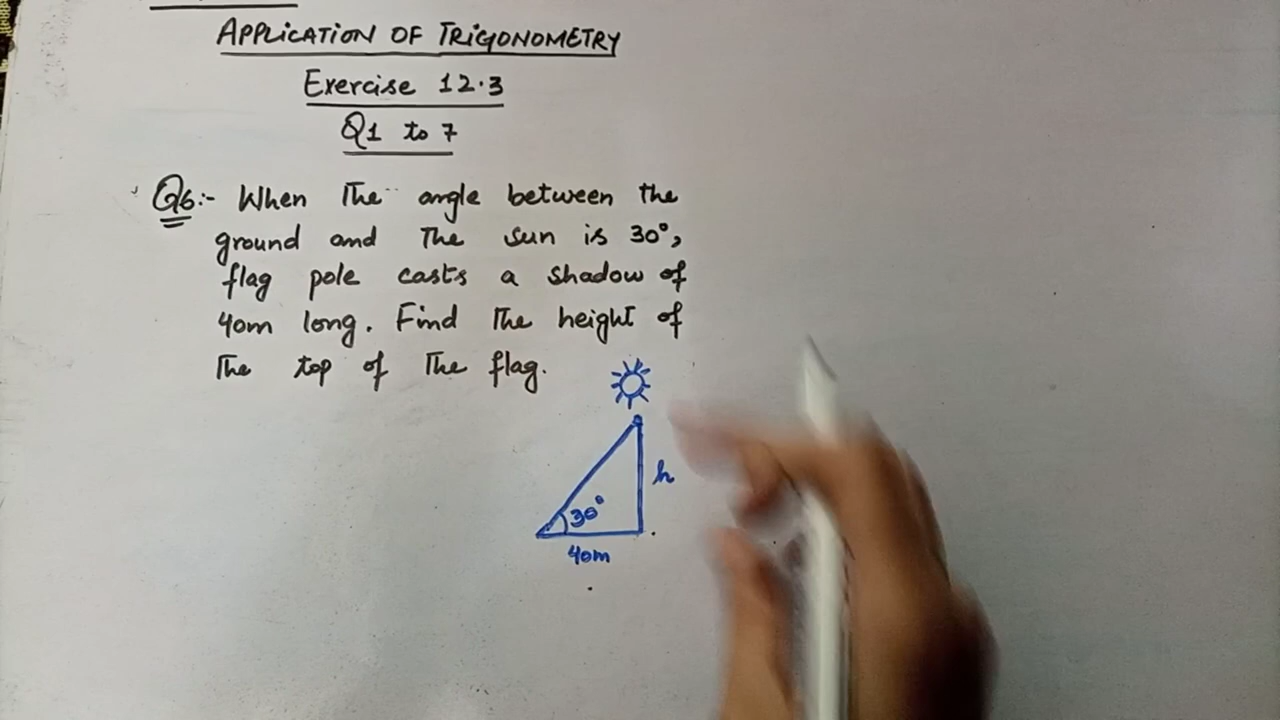 APPLICATION OF TRIGONOMETRY
Exercise 12.3
Q1 to 7
Q6:- When The angle between the
ground and The sun is 30°,
flag pole casts a shadow of
40m long. Find The height of
The top of The flag.
h
30°
40m